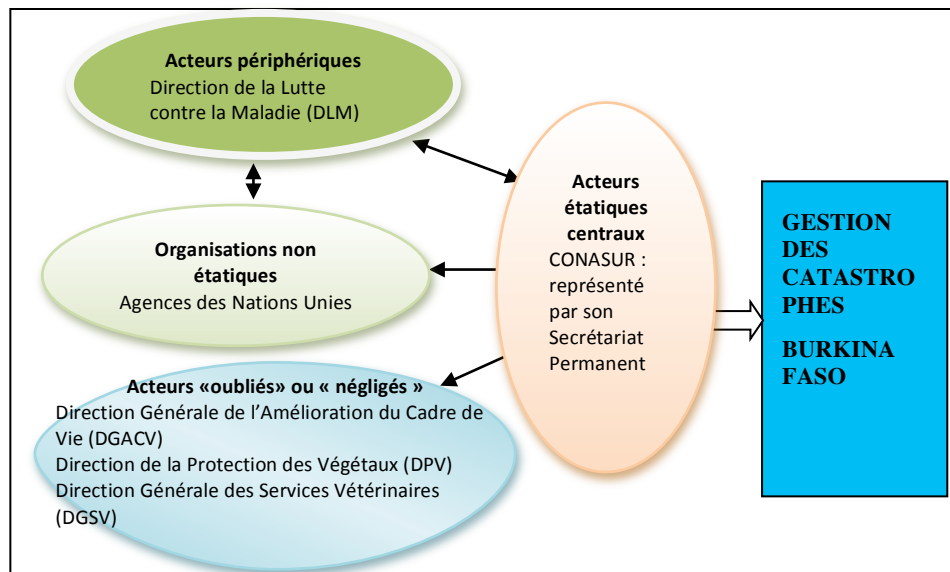 Acteurs périphériques
Direction de la Lutte
contre la Maladie (DLM)
Organisations non
étatiques
Agences des Nations Unies
Acteurs «oubliés» ou « négligés »
Direction Générale de l’Amélioration du Cadre de
Vie (DGACV)
Direction de la Protection des Végétaux (DPV)
Direction Générale des Services Vétérinaires
(DGSV)
Acteurs
étatiques
centraux
CONASUR :
représenté
par son
Secrétariat
Permanent
GESTION
DES
CATASTRO
PHES
BURKINA
FASO